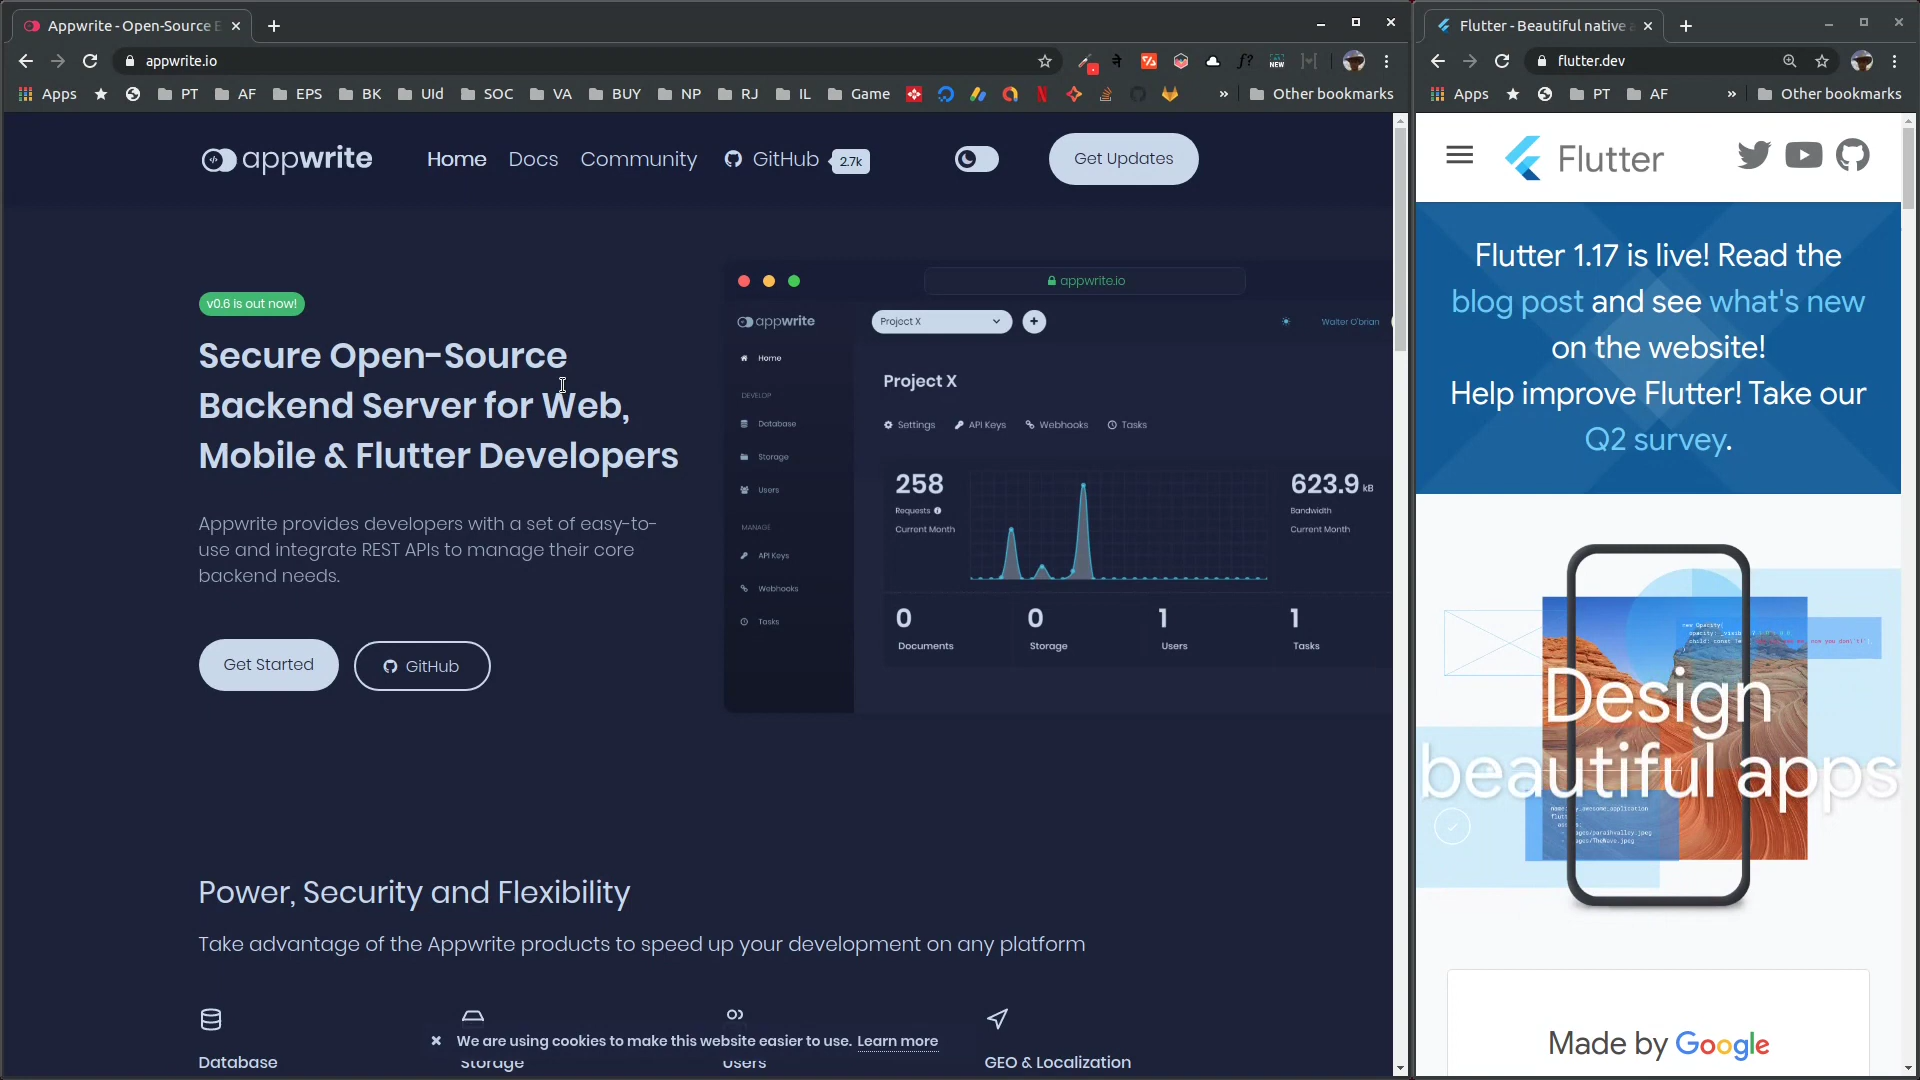 Appwrite - Open-Source E
appwrite.io
Apps
PT
AF
EPS
BK
UId
SOC
VA
BUY
NP
RJ
IL
Game
»
Other bookmarks
appwrite
Home
Docs
Community
GitHub
2.7k
Get Updates
v0.6 is out now!
Secure Open-Source
Backend Server for Web,
Mobile & Flutter Developers
Appwrite provides developers with a set of easy-to-
use and integrate REST APIs to manage their core
backend needs.
Get Started
GitHub
appwrite.io
appwrite
Project X
+
Walter O'brian
Home
DEVELOP
Database
Storage
Users
MANAGE
API Keys
Webhooks
Tasks
Project X
Settings
API Keys
Webhooks
Tasks
258
Requests
Current Month
623.9 kB
Bandwidth
Current Month
0
Documents
0
Storage
1
Users
1
Tasks
Power, Security and Flexibility
Take advantage of the Appwrite products to speed up your development on any platform
We are using cookies to make this website easier to use. Learn more
Database
Storage
Users
GEO & Localization
Flutter - Beautiful native a
flutter.dev
Apps
PT
AF
»
Other bookmarks
Flutter
Flutter 1.17 is live! Read the
blog post and see what's new
on the website!
Help improve Flutter! Take our
Q2 survey.
new Opacity(
Design
beautiful apps
Made by Google